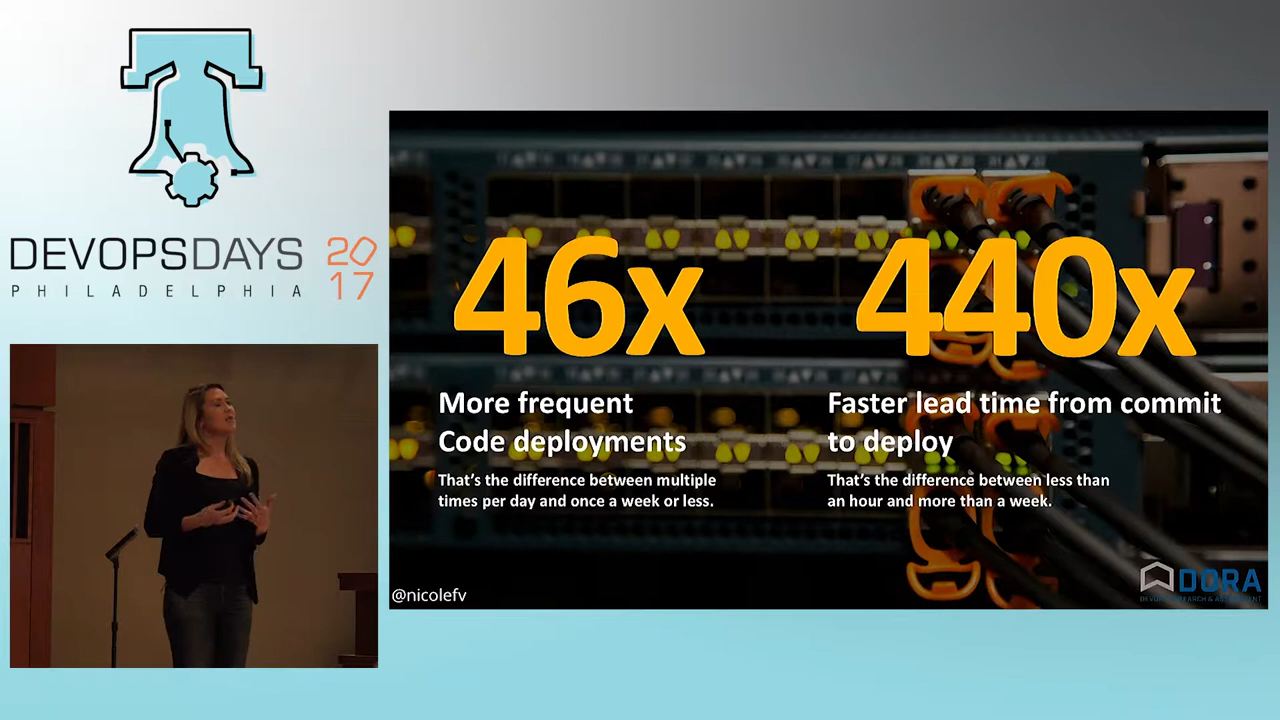 DEVOPSDAYS 2017
PHILADELPHIA
46x
More frequent
Code deployments
That's the difference between multiple
times per day and once a week or less.
440x
Faster lead time from commit
to deploy
That's the difference between less than
an hour and more than a week.
@nicolefv
DORA